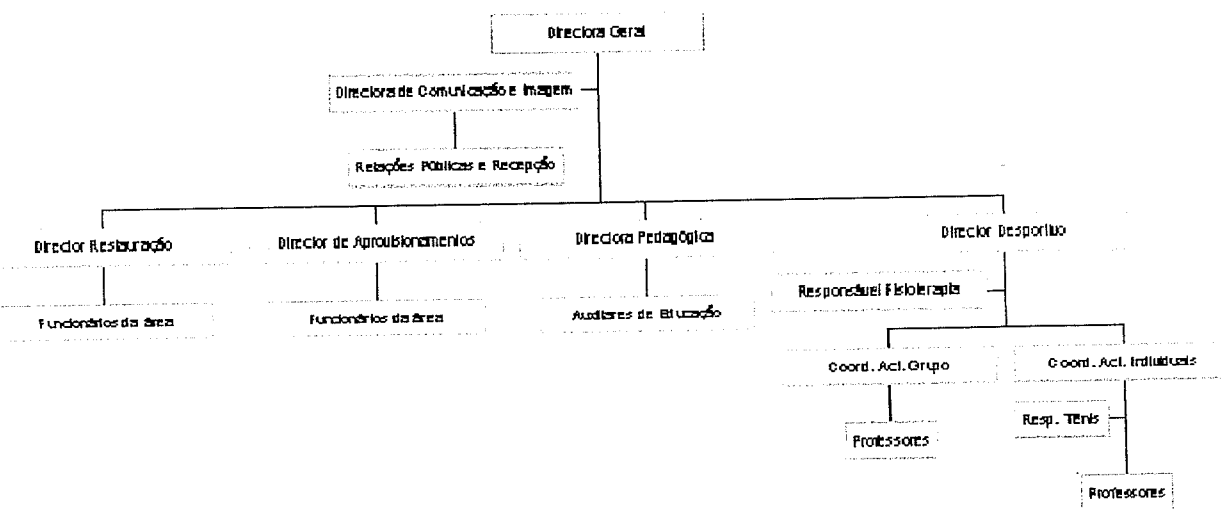 Directora Geral
Directora de Comunicação e Imagem
Relações Públicas e Recepção
Director Restauração
Director de Aprovisionamentos
Directora Pedagógica
Director Desportivo
Responsável Fisioterapia
Funcionários da área
Funcionários da área
Auxiliares de Educação
Coord. Act. Grupo
Coord. Act. Individuais
Resp. Ténis
Professores
Professores